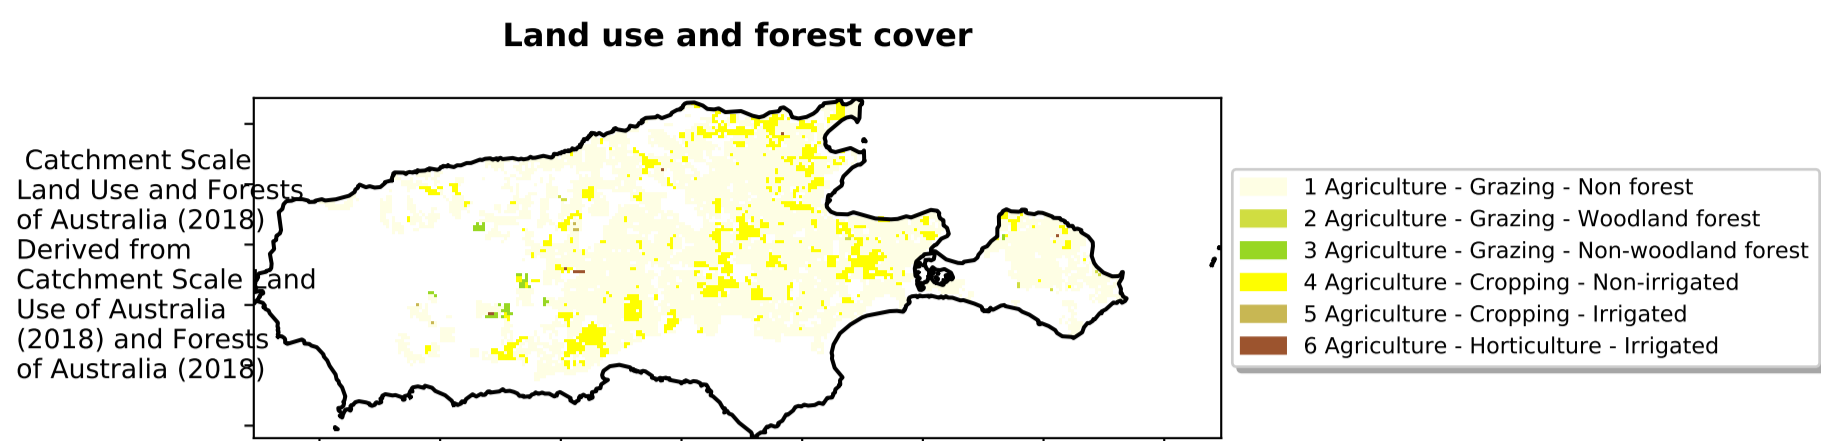 Land use and forest cover
Catchment Scale
Land Use and Forests
of Australia (2018)
Derived from
Catchment Scale Land
Use of Australia
(2018) and Forests
of Australia (2018)
1 Agriculture - Grazing - Non forest
2 Agriculture - Grazing - Woodland forest
3 Agriculture - Grazing - Non-woodland forest
4 Agriculture - Cropping - Non-irrigated
5 Agriculture - Cropping - Irrigated
6 Agriculture - Horticulture - Irrigated